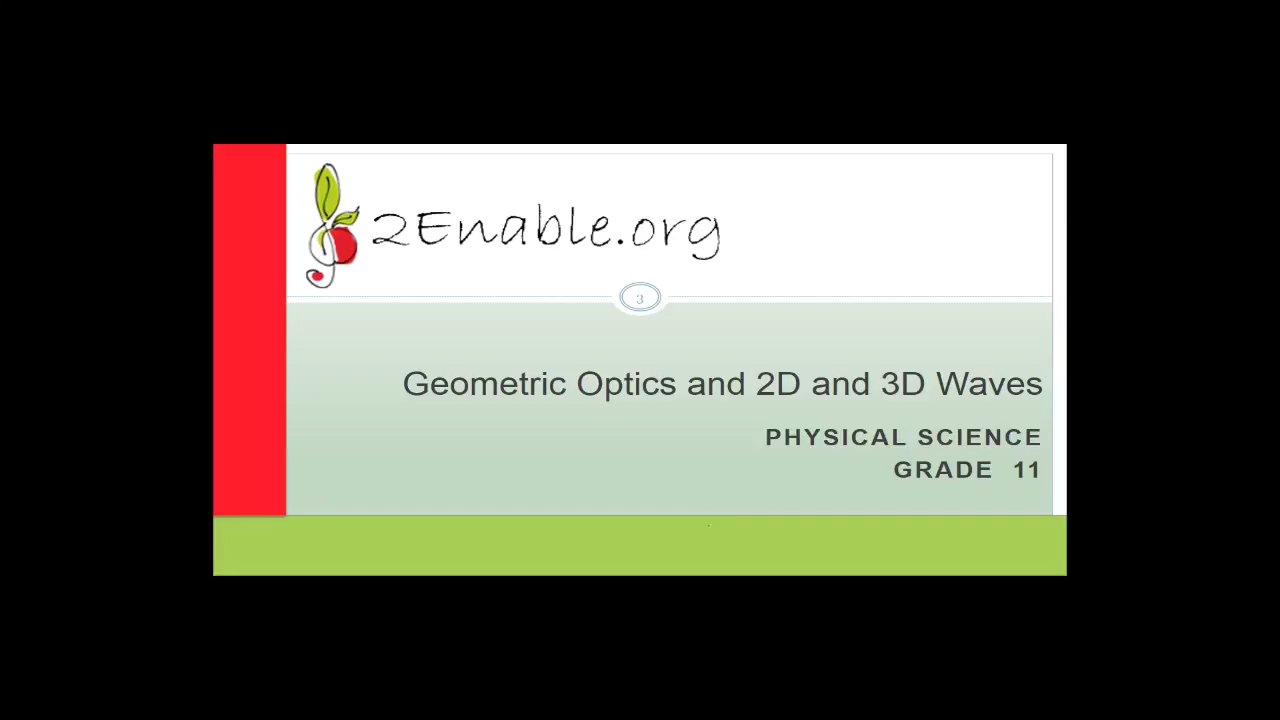 2Enable.org
3
Geometric Optics and 2D and 3D Waves
PHYSICAL SCIENCE
GRADE 11